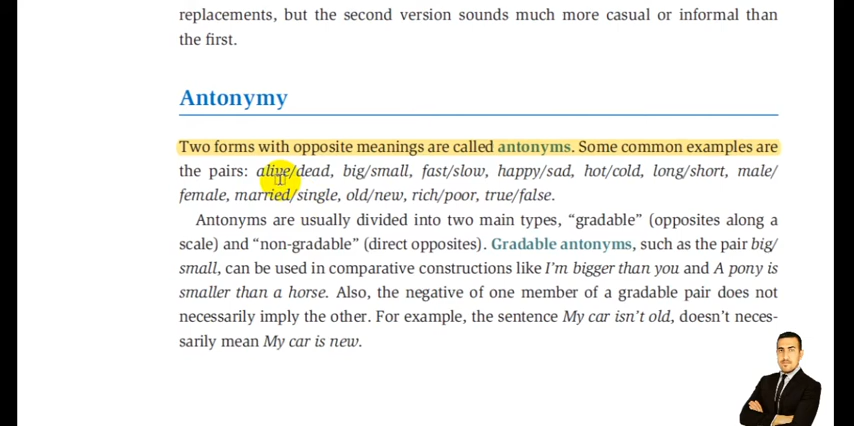 replacements, but the second version sounds much more casual or informal than
the first.
Antonymy
Two forms with opposite meanings are called antonyms. Some common examples are
the pairs: alive/dead, big/small, fast/slow, happy/sad, hot/cold, long/short, male/
female, married/single, old/new, rich/poor, true/false.
Antonyms are usually divided into two main types, “gradable” (opposites along a
scale) and “non-gradable” (direct opposites). Gradable antonyms, such as the pair big/
small, can be used in comparative constructions like I’m bigger than you and A pony is
smaller than a horse. Also, the negative of one member of a gradable pair does not
necessarily imply the other. For example, the sentence My car isn’t old, doesn’t neces-
sarily mean My car is new.